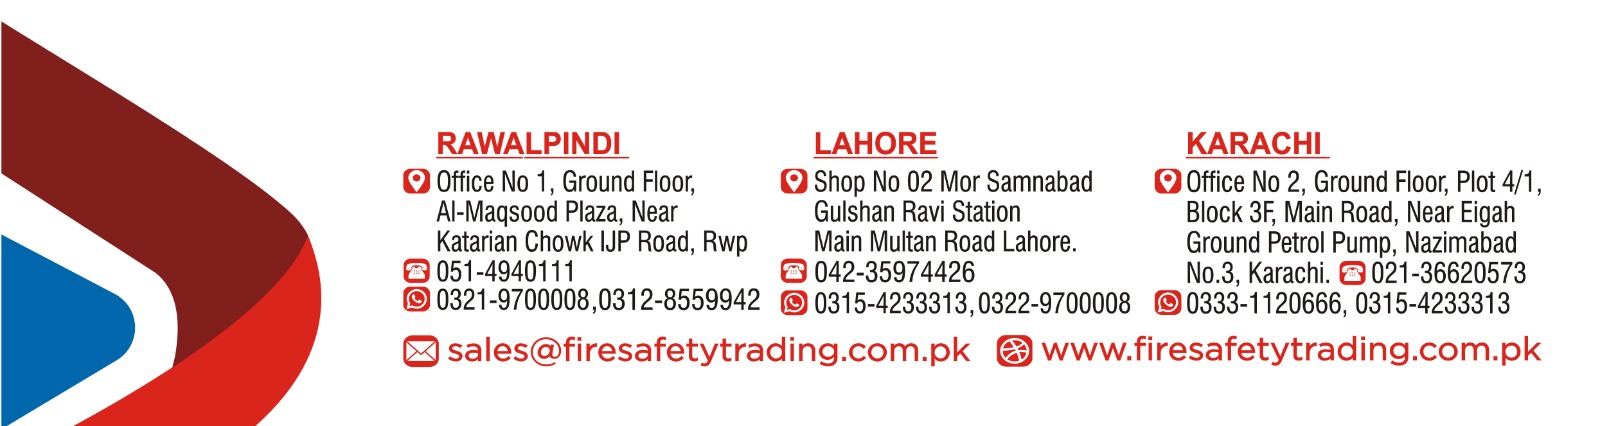 RAWALPINDI
Office No 1, Ground Floor,
Al-Maqsood Plaza, Near
Katarian Chowk IJP Road, Rwp
051-4940111
0321-9700008,0312-8559942
LAHORE
Shop No 02 Mor Samnabad
Gulshan Ravi Station
Main Multan Road Lahore.
042-35974426
0315-4233313,0322-9700008
KARACHI
Office No 2, Ground Floor, Plot 4/1,
Block 3F, Main Road, Near Eigah
Ground Petrol Pump, Nazimabad
No.3, Karachi. 021-36620573
0333-1120666, 0315-4233313
sales@firesafetytrading.com.pk www.firesafetytrading.com.pk